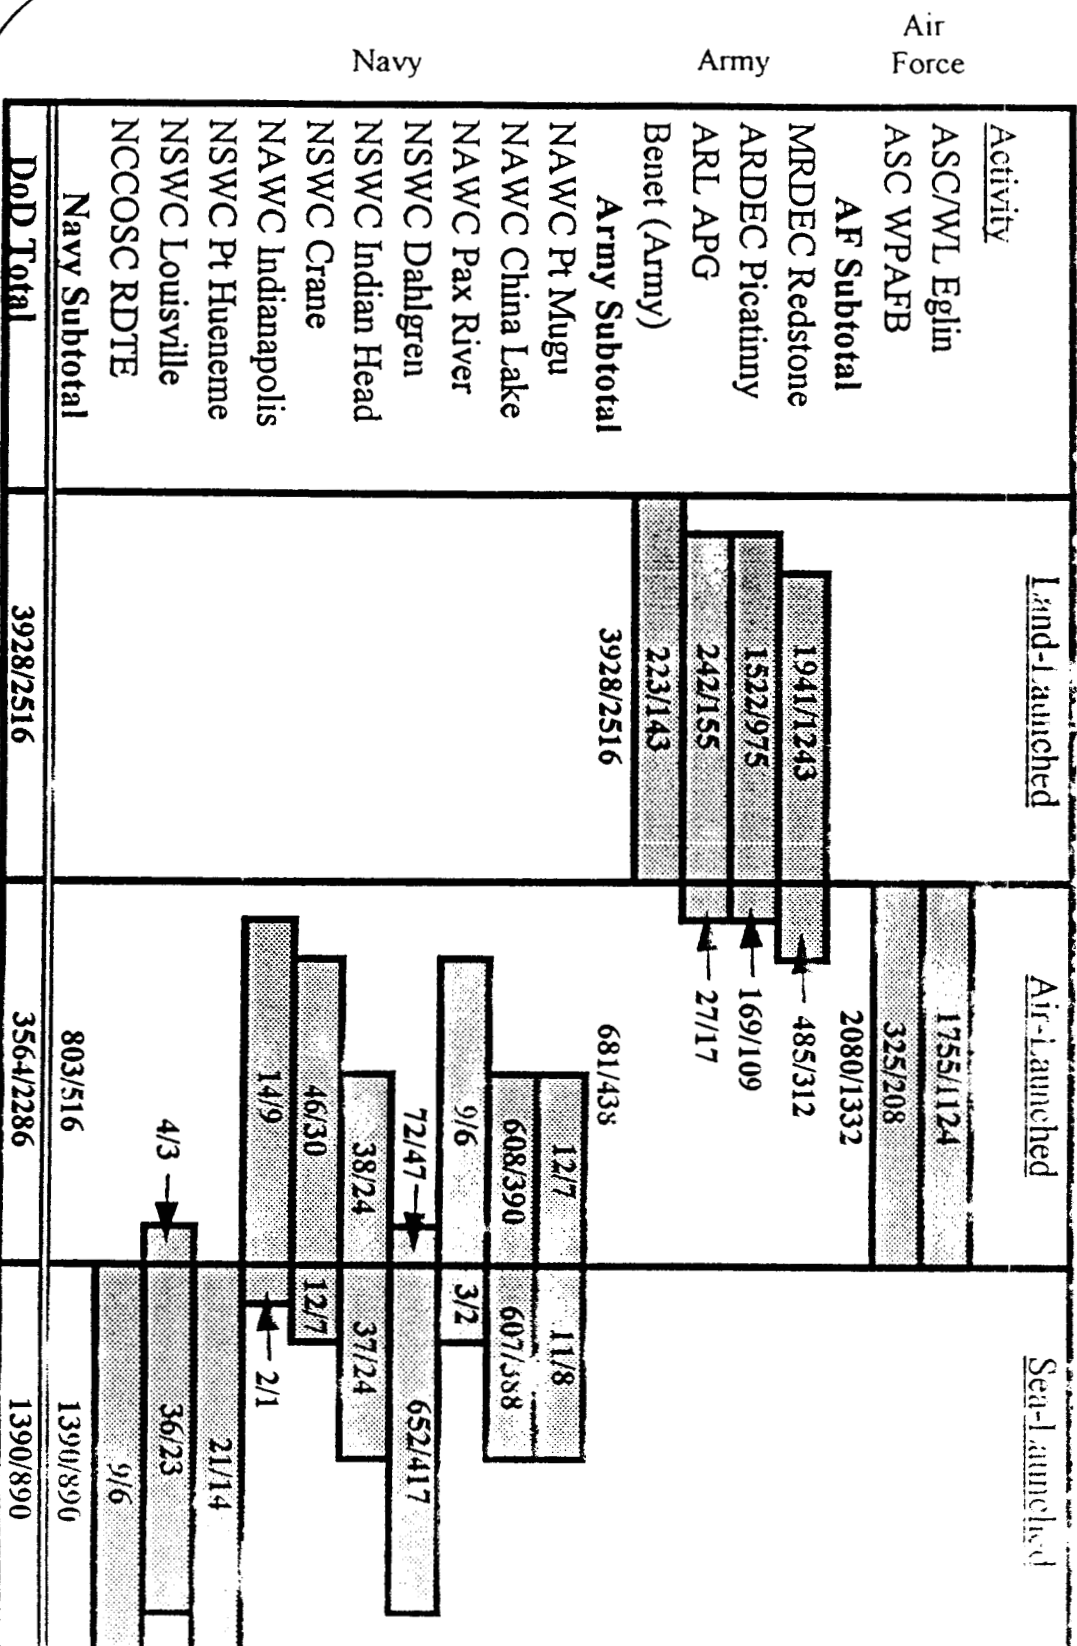 Activity Land-Launched Air-Launched Sea-Launched
Air
Force
ASC/WL Eglin 1755/1124
ASC WPAFB 325/208
AF Subtotal 2080/1332
Army
MRDEC Redstone 1941/1243 485/312
ARDEC Picatinny 1522/975 169/109
ARL APG 242/155 27/17
Benet (Army) 223/143
Army Subtotal 3928/2516 681/438
Navy
NAWC Pt Mugu 12/7 11/8
NAWC China Lake 608/390 607/388
NAWC Pax River 9/6 3/2
NSWC Dahlgren 72/47 652/417
NSWC Indian Head 38/24 37/24
NSWC Crane 46/30 12/7
NAWC Indianapolis 14/9 2/1
NSWC Pt Hueneme 21/14
NSWC Louisville 4/3 36/23
NCCOSC RDTE 9/6
Navy Subtotal 803/516 1390/890
DoD Total 3928/2516 3564/2286 1390/890